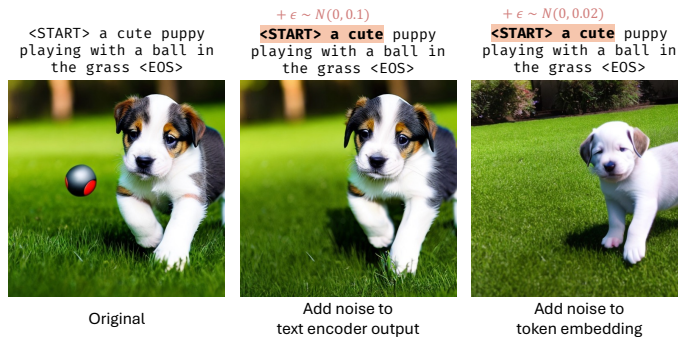 <START> a cute puppy
playing with a ball in
the grass <EOS>
Original
+ ϵ ~ N(0, 0.1)
<START> a cute puppy
playing with a ball in
the grass <EOS>
Add noise to
text encoder output
+ ϵ ~ N(0, 0.02)
<START> a cute puppy
playing with a ball in
the grass <EOS>
Add noise to
token embedding